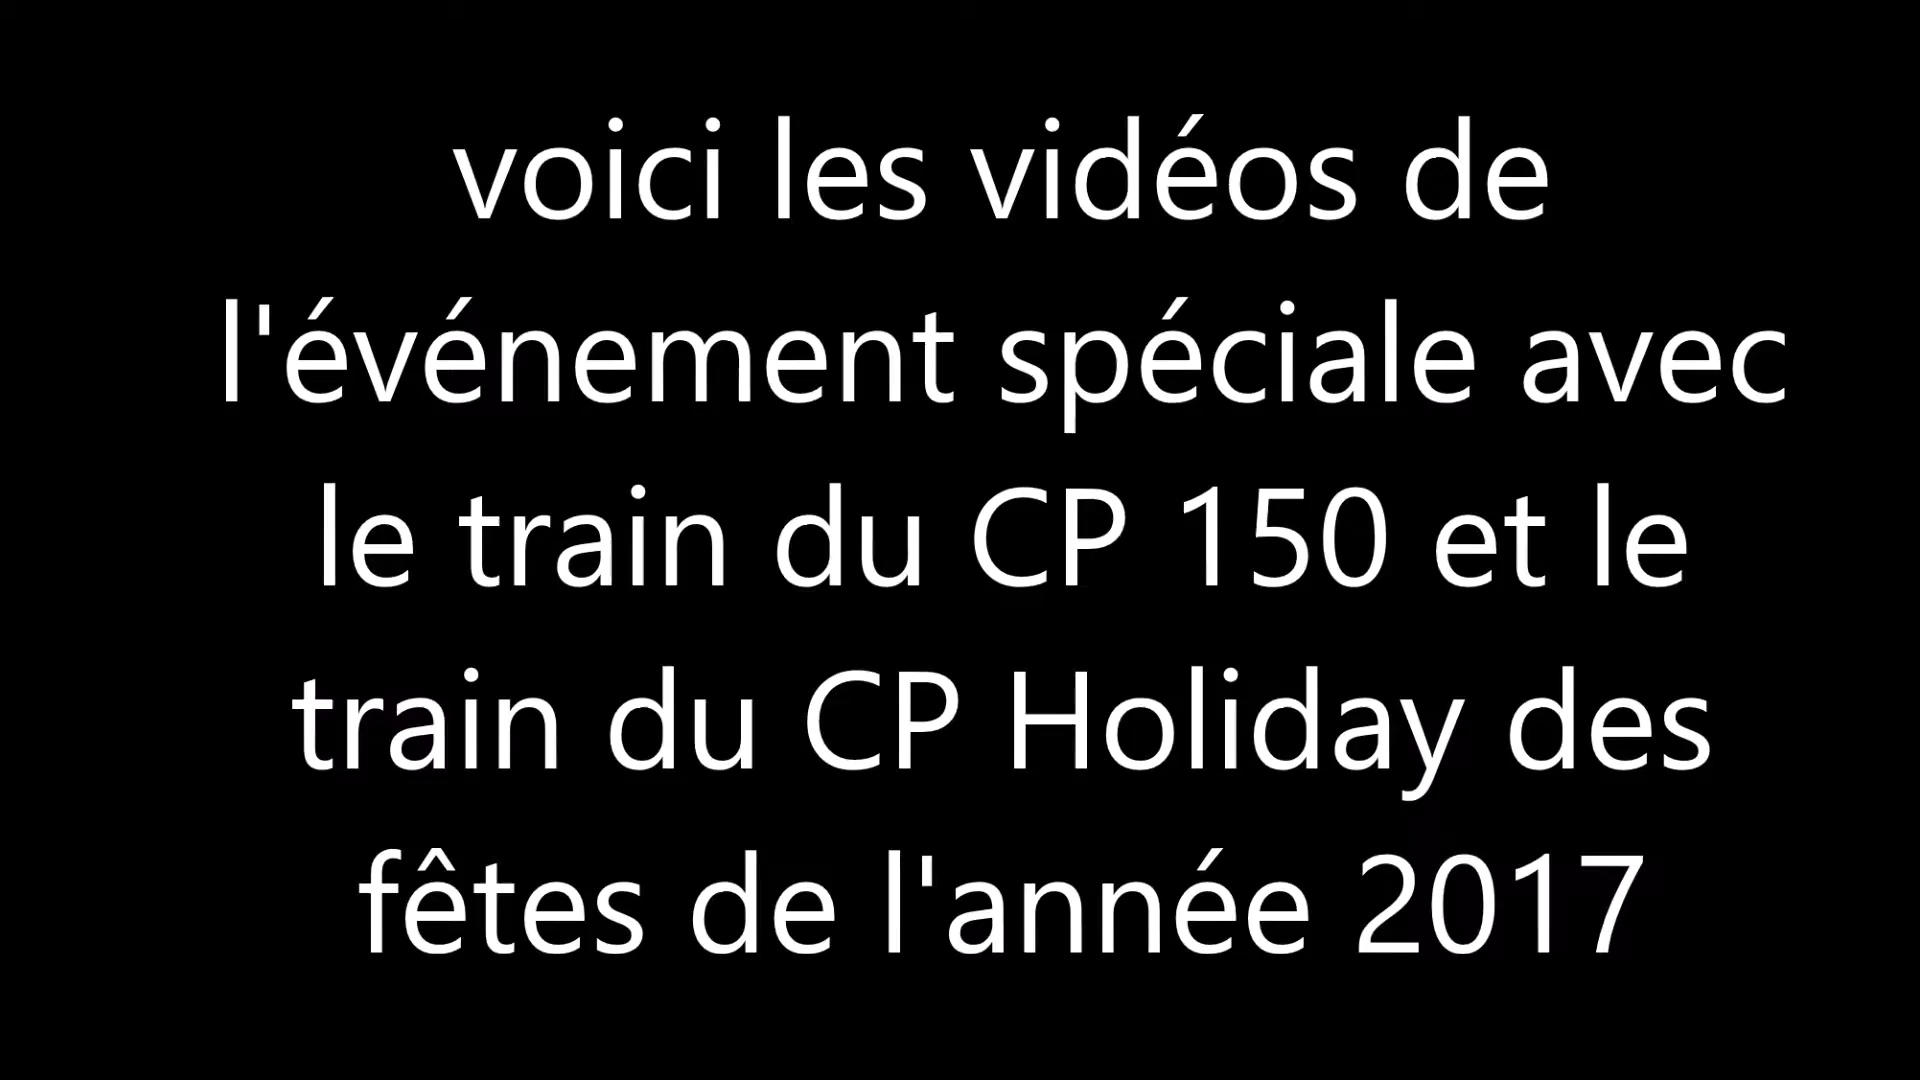 voici les vidéos de
l'événement spéciale avec
le train du CP 150 et le
train du CP Holiday des
fêtes de l'année 2017